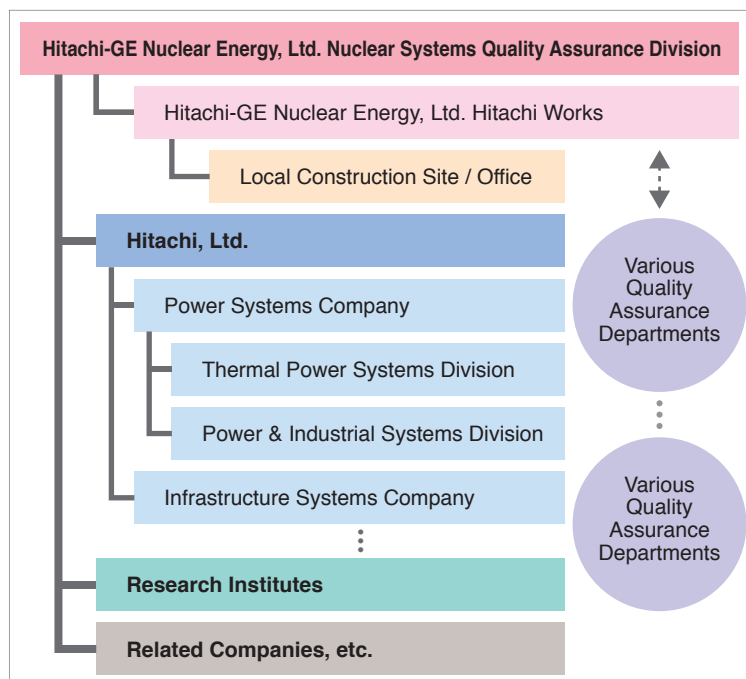 Hitachi-GE Nuclear Energy, Ltd. Nuclear Systems Quality Assurance Division
Hitachi-GE Nuclear Energy, Ltd. Hitachi Works
Local Construction Site / Office
Hitachi, Ltd.
Power Systems Company
Thermal Power Systems Division
Power & Industrial Systems Division
Infrastructure Systems Company
Research Institutes
Related Companies, etc.
Various
Quality
Assurance
Departments
Various
Quality
Assurance
Departments